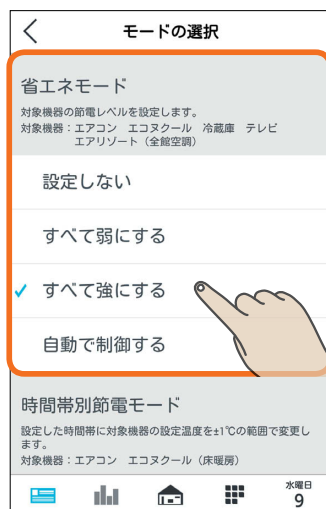 モードの選択
省エネモード
対象機器の節電レベルを設定します。
対象機器：エアコン　エコヌクール　冷蔵庫　テレビ
エアリゾート（全館空調）
設定しない
すべて弱にする
すべて強にする
自動で制御する
時間帯別節電モード
設定した時間帯に対象機器の設定温度を±1℃の範囲で変更し
ます。
対象機器：エアコン　エコヌクール（床暖房）
水曜日
9